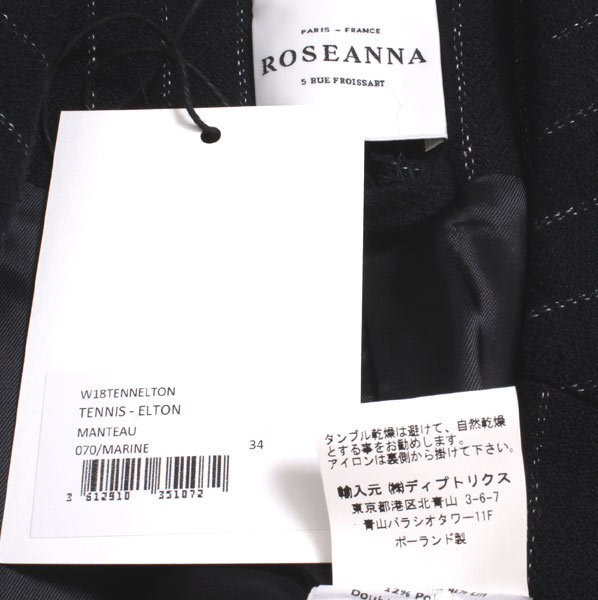 PARIS - FRANCE
ROSEANNA
5 RUE FROISSART
W18TENNELTON
TENNIS - ELTON
MANTEAU
070/MARINE 34
3 612910 351072
タンブル乾燥は避けて、自然乾燥
とする事をお勧めします。
アイロンは裏側から掛けて下さい。
輸入元 ㈱ディプトリクス
東京都港区北青山 3-6-7
青山パラシオタワー11F
ポーランド製
12% Pol
Doubl